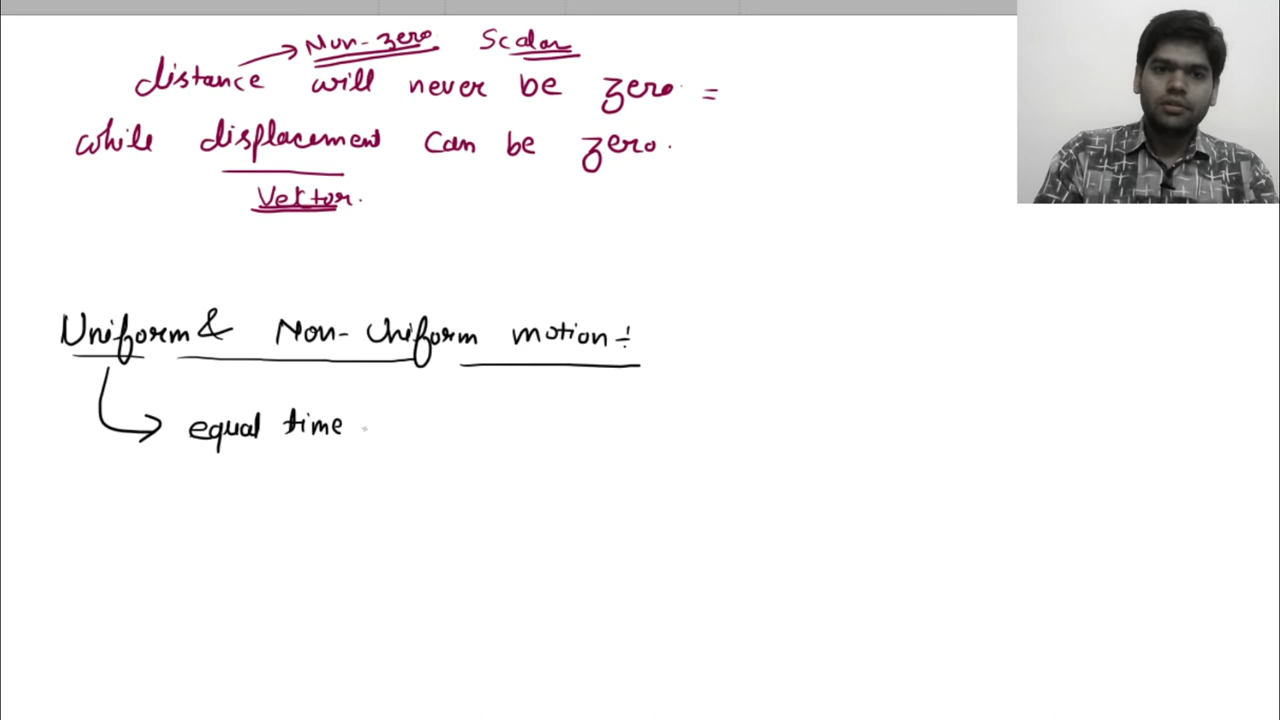 Non-zero Scalar
distance will never be zero. =
while displacement can be zero.
Vector.
Uniform & Non-Uniform motion ÷
equal time